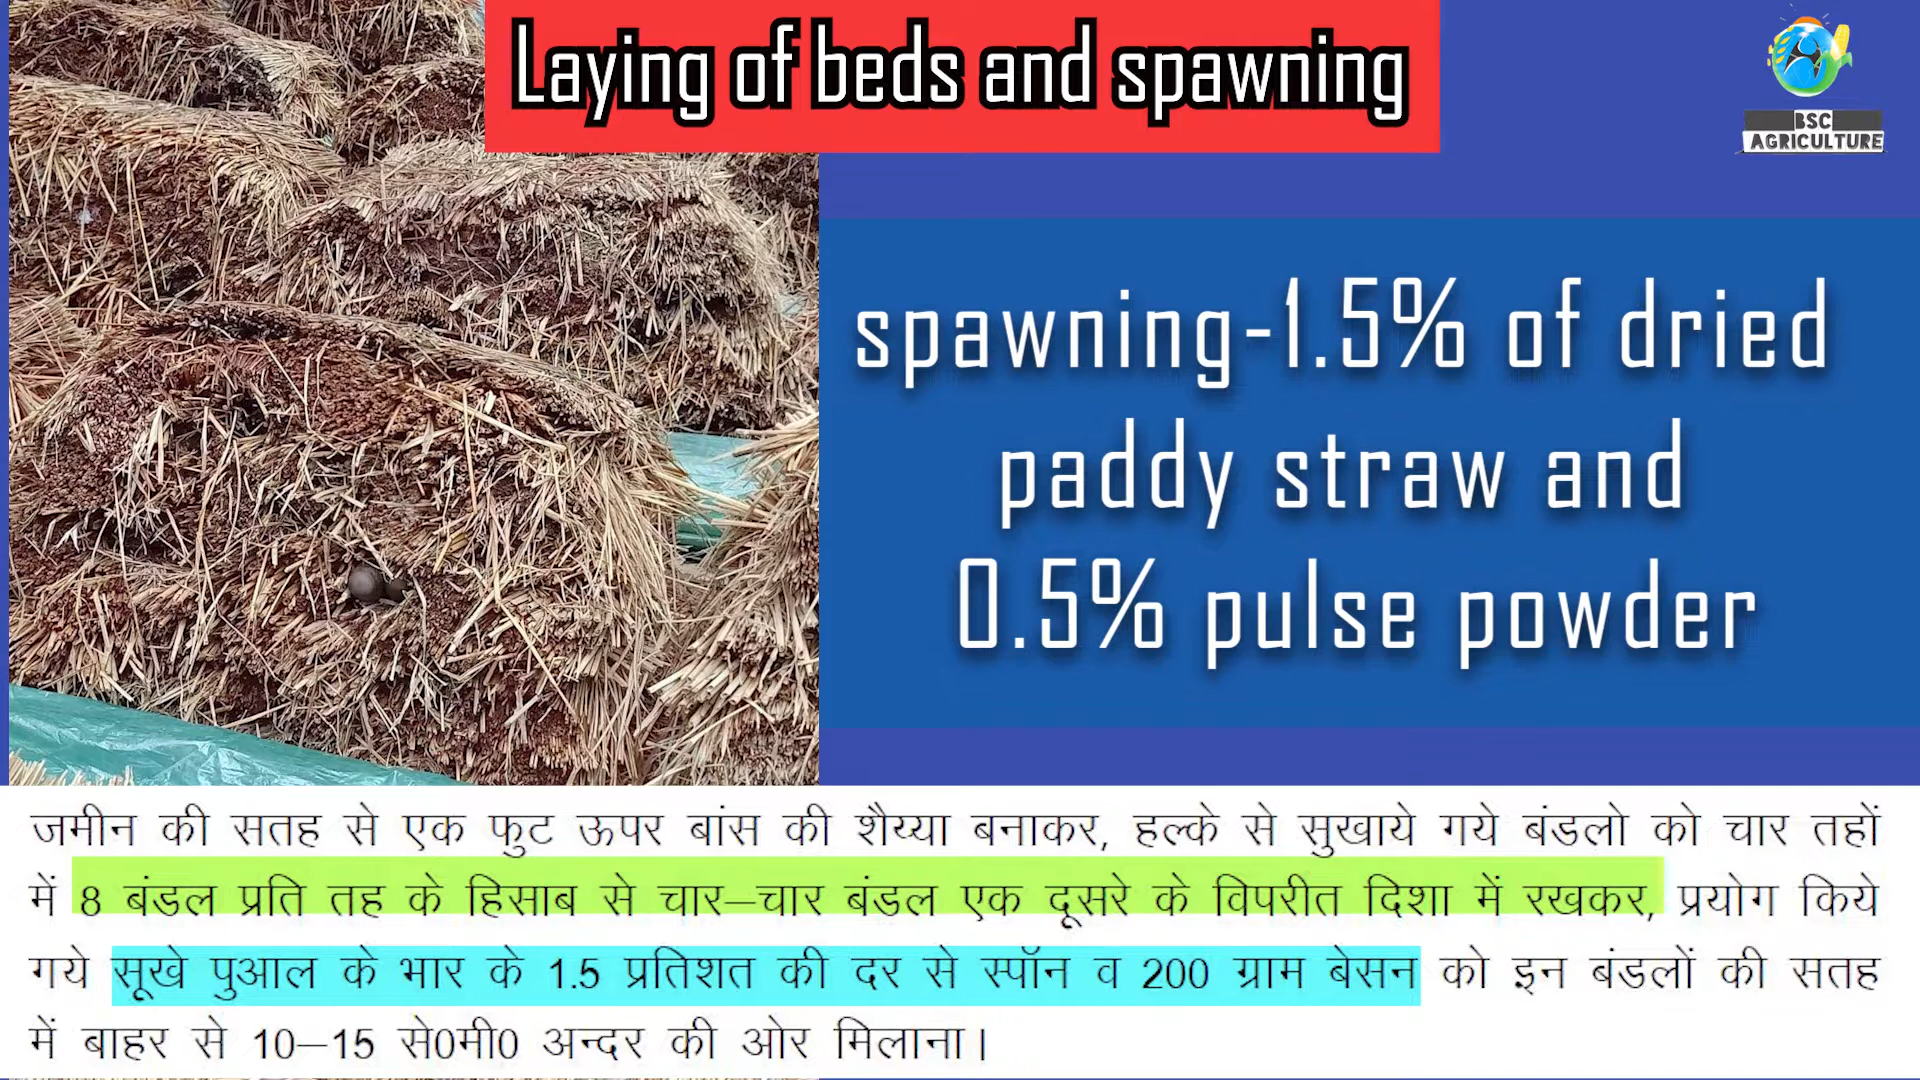 Laying of beds and spawning
BSC
AGRICULTURE
spawning-1.5% of dried
paddy straw and
0.5% pulse powder
जमीन की सतह से एक फुट ऊपर बांस की शैय्या बनाकर, हल्के से सुखाये गये बंडलो को चार तहों
में 8 बंडल प्रति तह के हिसाब से चार–चार बंडल एक दूसरे के विपरीत दिशा में रखकर, प्रयोग किये
गये सूखे पुआल के भार के 1.5 प्रतिशत की दर से स्पॉन व 200 ग्राम बेसन को इन बंडलों की सतह
में बाहर से 10–15 से0मी0 अन्दर की ओर मिलाना।